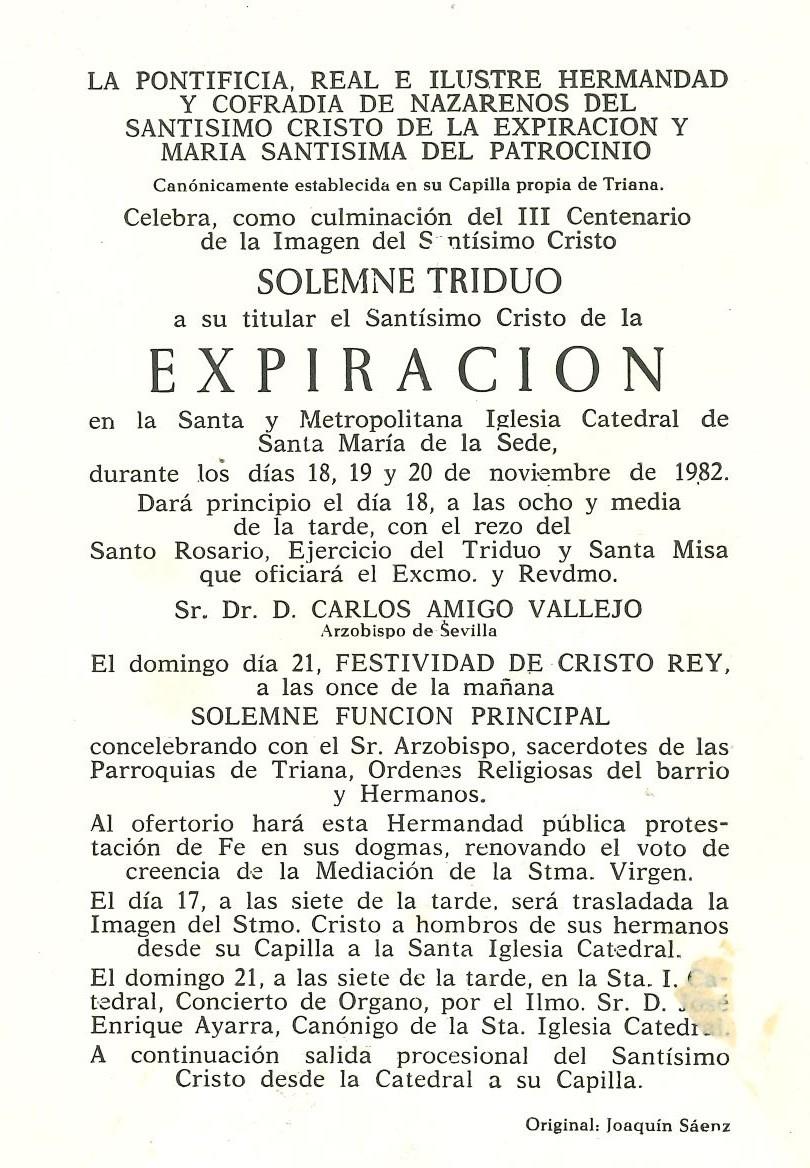 LA PONTIFICIA, REAL E ILUSTRE HERMANDAD
Y COFRADIA DE NAZARENOS DEL
SANTISIMO CRISTO DE LA EXPIRACION Y
MARIA SANTISIMA DEL PATROCINIO
Canónicamente establecida en su Capilla propia de Triana.
Celebra, como culminación del III Centenario
de la Imagen del S ntísimo Cristo
SOLEMNE TRIDUO
a su titular el Santísimo Cristo de la
EXPIRACION
en la Santa y Metropolitana Iglesia Catedral de
Santa María de la Sede,
durante los días 18, 19 y 20 de noviembre de 1982.
Dará principio el día 18, a las ocho y media
de la tarde, con el rezo del
Santo Rosario, Ejercicio del Triduo y Santa Misa
que oficiará el Excmo. y Revdmo.
Sr. Dr. D. CARLOS AMIGO VALLEJO
Arzobispo de Sevilla
El domingo día 21, FESTIVIDAD DE CRISTO REY,
a las once de la mañana
SOLEMNE FUNCION PRINCIPAL
concelebrando con el Sr. Arzobispo, sacerdotes de las
Parroquias de Triana, Ordenes Religiosas del barrio
y Hermanos.
Al ofertorio hará esta Hermandad pública protes-
tación de Fe en sus dogmas, renovando el voto de
creencia de la Mediación de la Stma. Virgen.
El día 17, a las siete de la tarde, será trasladada la
Imagen del Stmo. Cristo a hombros de sus hermanos
desde su Capilla a la Santa Iglesia Catedral.
El domingo 21, a las siete de la tarde, en la Sta. I. Ca-
tedral, Concierto de Organo, por el Ilmo. Sr. D. José
Enrique Ayarra, Canónigo de la Sta. Iglesia Catedral.
A continuación salida procesional del Santísimo
Cristo desde la Catedral a su Capilla.
Original: Joaquín Sáenz